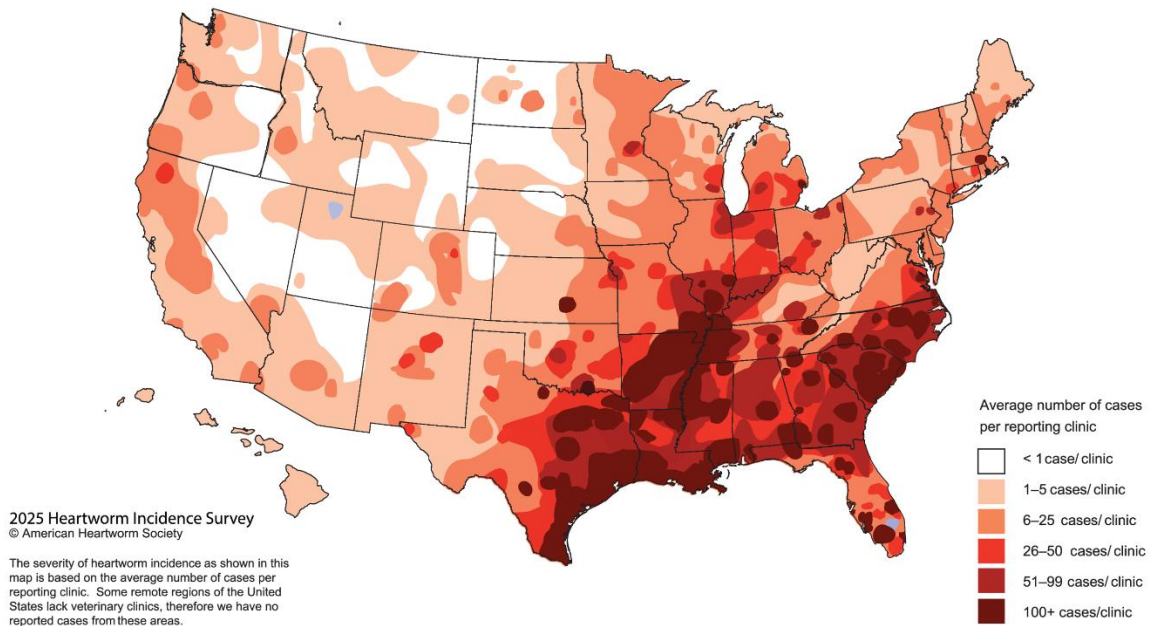 2025 Heartworm Incidence Survey
© American Heartworm Society
The severity of heartworm incidence as shown in this
map is based on the average number of cases per
reporting clinic. Some remote regions of the United
States lack veterinary clinics, therefore we have no
reported cases from these areas.
Average number of cases
per reporting clinic
< 1 case/ clinic
1–5 cases/ clinic
6–25 cases/ clinic
26–50 cases/ clinic
51–99 cases/ clinic
100+ cases/clinic